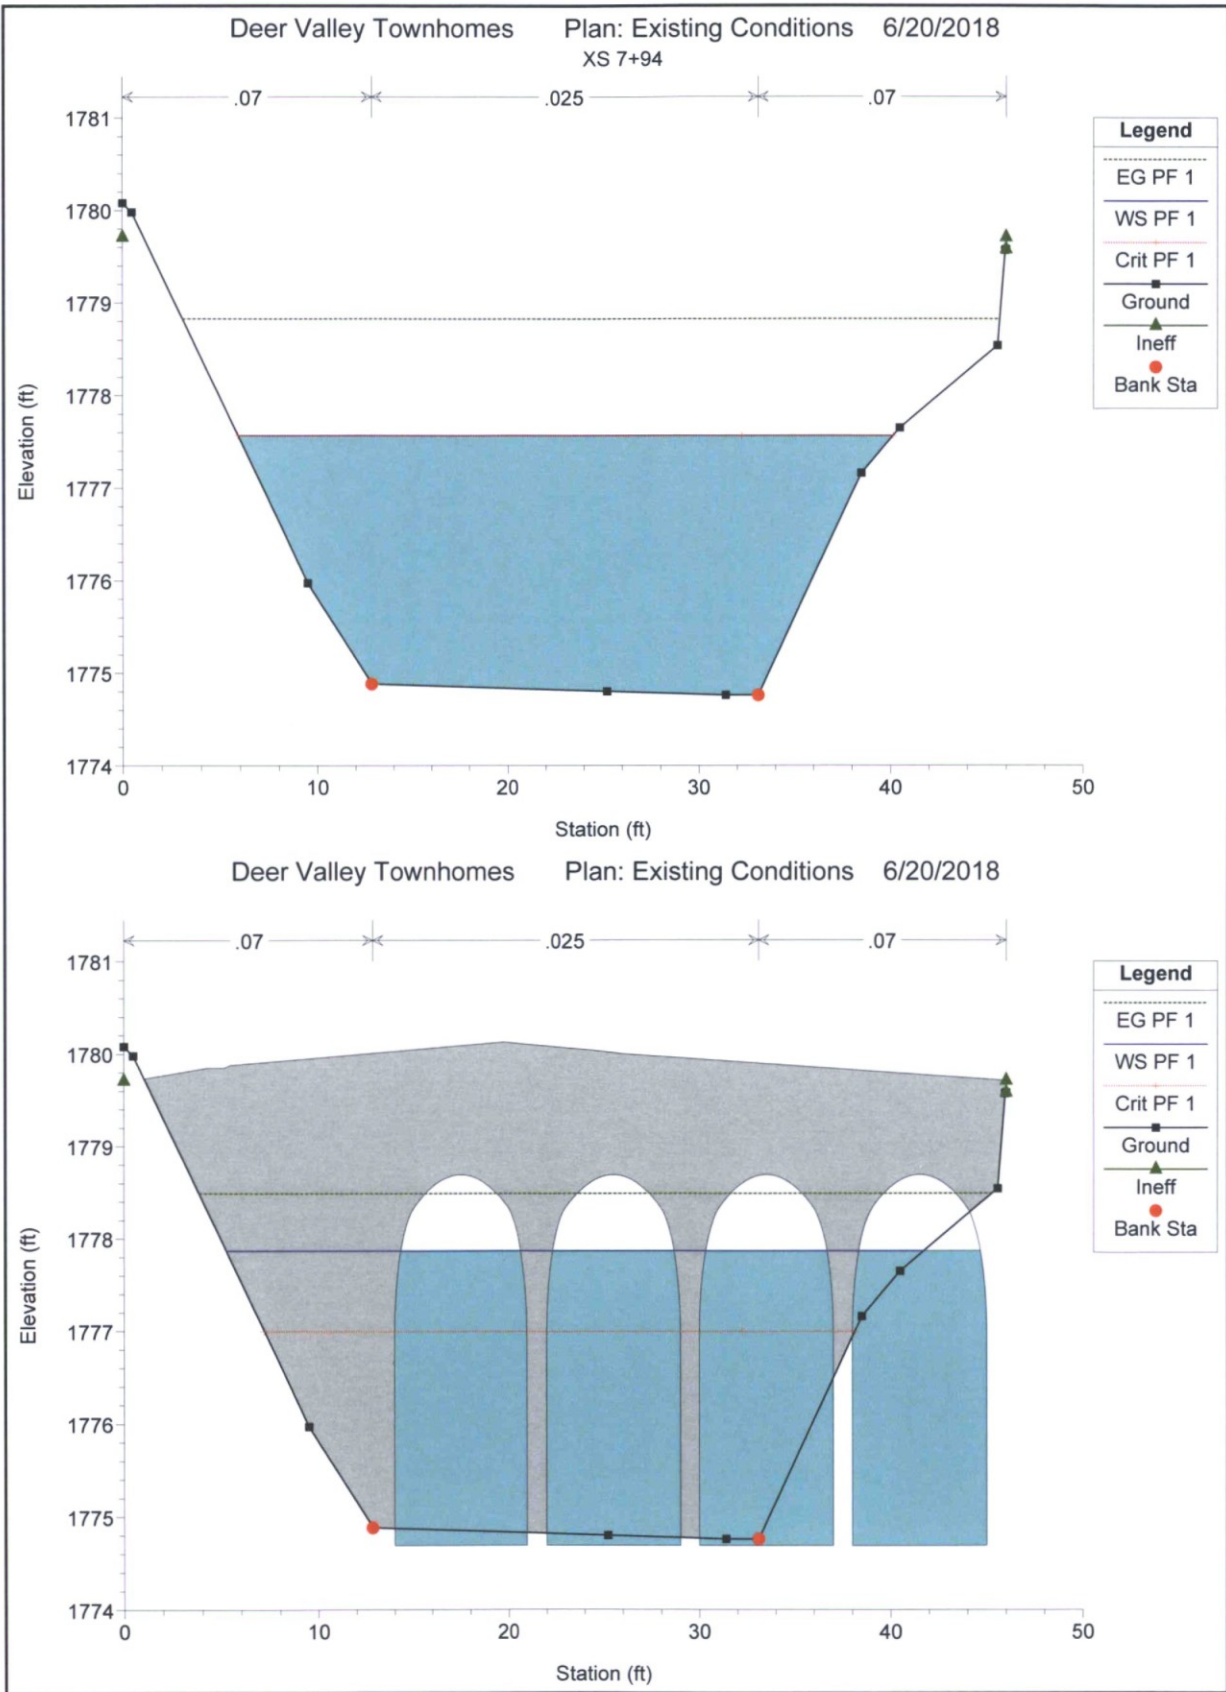 Deer Valley Townhomes Plan: Existing Conditions 6/20/2018
XS 7+94
.07 .025 .07
1781
1780
1779
1778
1777
1776
1775
1774
Elevation (ft)
0 10 20 30 40 50
Station (ft)
Legend
EG PF 1
WS PF 1
Crit PF 1
Ground
Ineff
Bank Sta
Deer Valley Townhomes Plan: Existing Conditions 6/20/2018
.07 .025 .07
1781
1780
1779
1778
1777
1776
1775
1774
Elevation (ft)
0 10 20 30 40 50
Station (ft)
Legend
EG PF 1
WS PF 1
Crit PF 1
Ground
Ineff
Bank Sta